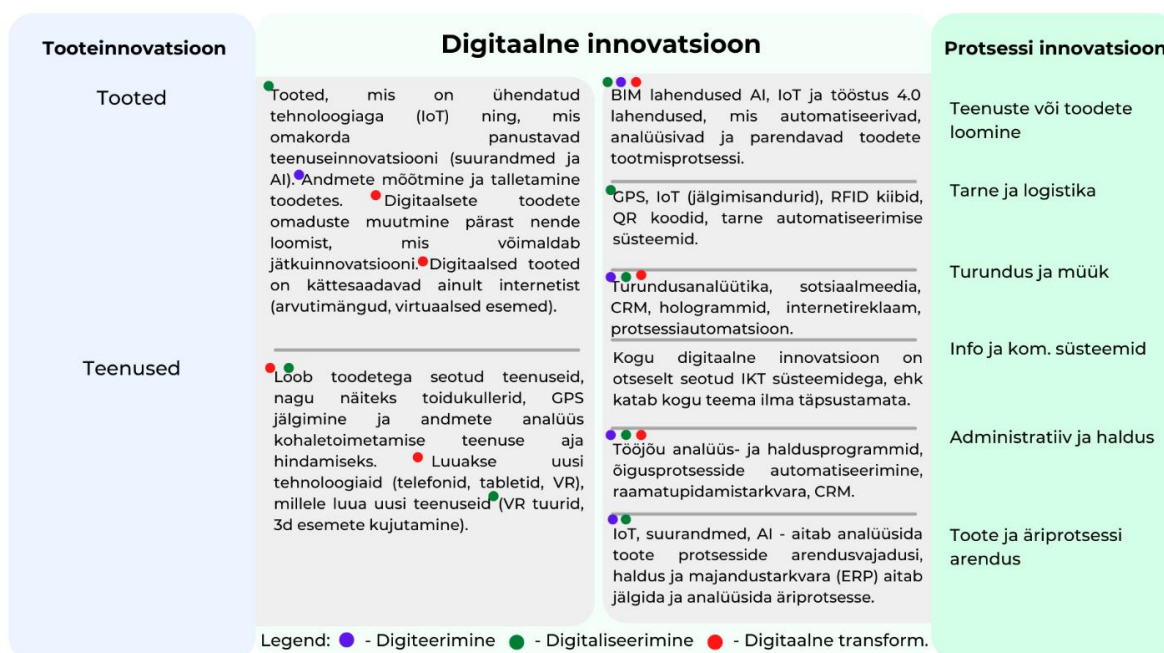 Tooteinnovatsioon
Digitaalne innovatsioon
Protsessi innovatsioon
Tooted
Tooted, mis on ühendatud
tehnoloogiaga (IoT) ning, mis
omakorda panustavad
teenuseinnovatsiooni (suurandmed ja
AI). Andmete mõõtmine ja talletamine
toodetes. Digitaalsete toodete
omaduste muutmine pärast nende
loomist, mis võimaldab
jätkuinnovatsiooni. Digitaalsed tooted
on kättesaadavad ainult internetist
(arvutimängud, virtuaalsed esemed).
Teenused
Loob toodetega seotud teenuseid,
nagu näiteks toidukullerid, GPS
jälgimine ja andmete analüüs
kohaletoimetamise teenuse aja
hindamiseks. Luuakse uusi
tehnoloogiaid (telefonid, tabletid, VR),
millele luua uusi teenuseid (VR tuurid,
3d esemete kujutamine).
BIM lahendused AI, IoT ja tööstus 4.0
lahendused, mis automatiseerivad,
analüüsivad ja parendavad toodete
tootmisprotsessi.
Teenuste või toodete
loomine
GPS, IoT (jälgimisandurid), RFID kiibid,
QR koodid, tarne automatiseerimise
süsteemid.
Tarne ja logistika
Turundusanalüütika, sotsiaalmeedia,
CRM, hologrammid, internetireklaam,
protsessiautomatsioon.
Turundus ja müük
Kogu digitaalne innovatsioon on
otseselt seotud IKT süsteemidega, ehk
katab kogu teema ilma täpsustamata.
Info ja kom. süsteemid
Tööjõu analüüs- ja haldusprogrammid,
õigusprotsesside automatiseerimine,
raamatupidamistarkvara, CRM.
Administratiiv ja haldus
IoT, suurandmed, AI - aitab analüüsida
toote protsesside arendusvajadusi,
haldus ja majandustarkvara (ERP) aitab
jälgida ja analüüsida äriprotsesse.
Toote ja äriprotsessi
arendus
Legend: - Digiteerimine - Digitaliseerimine - Digitaalne transform.